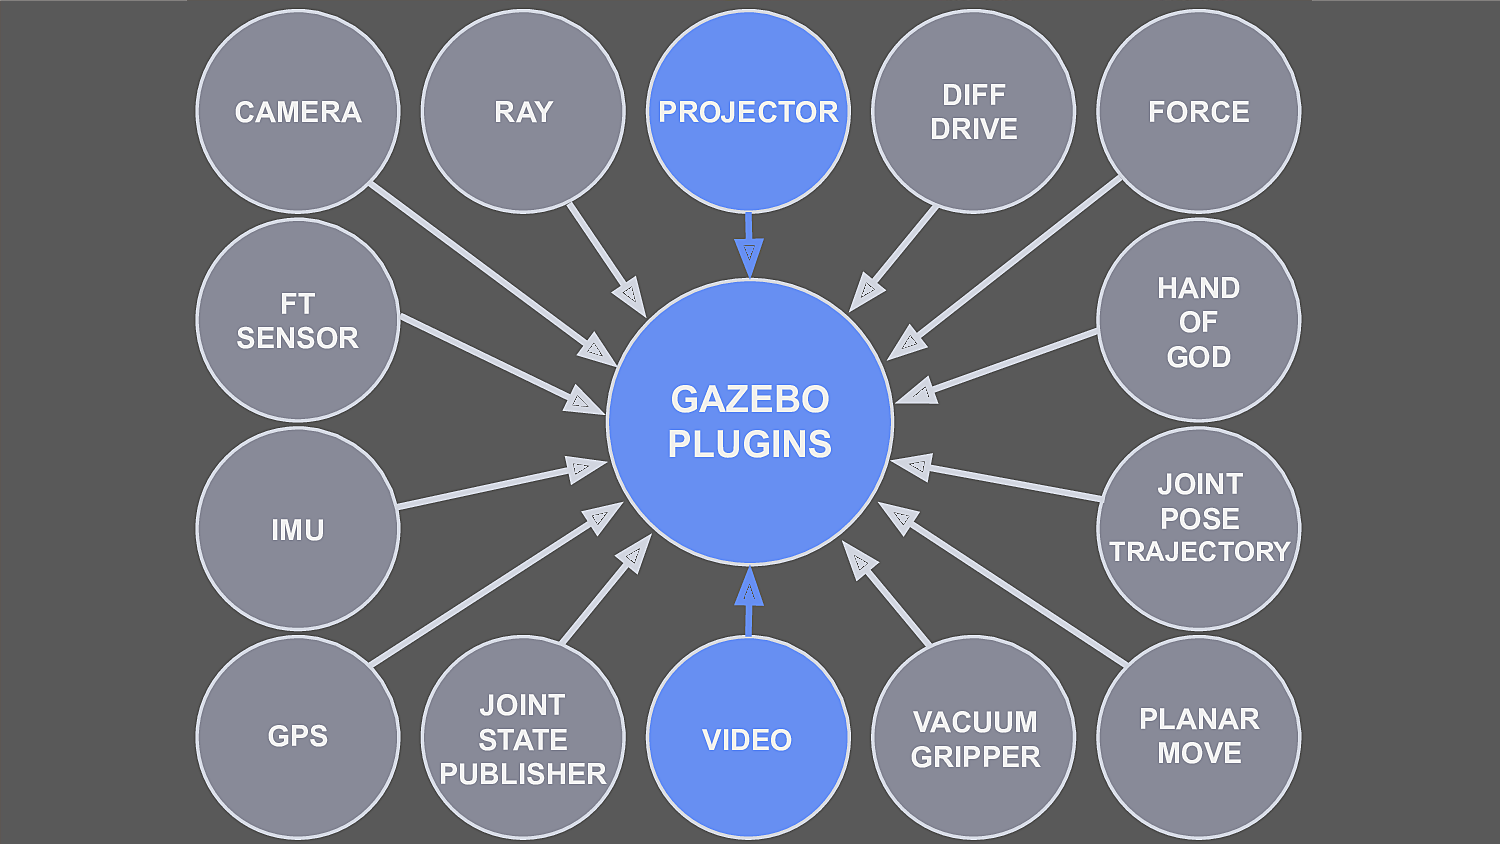 CAMERA
RAY
PROJECTOR
DIFF
DRIVE
FORCE
FT
SENSOR
HAND
OF
GOD
GAZEBO
PLUGINS
IMU
JOINT
POSE
TRAJECTORY
GPS
JOINT
STATE
PUBLISHER
VIDEO
VACUUM
GRIPPER
PLANAR
MOVE